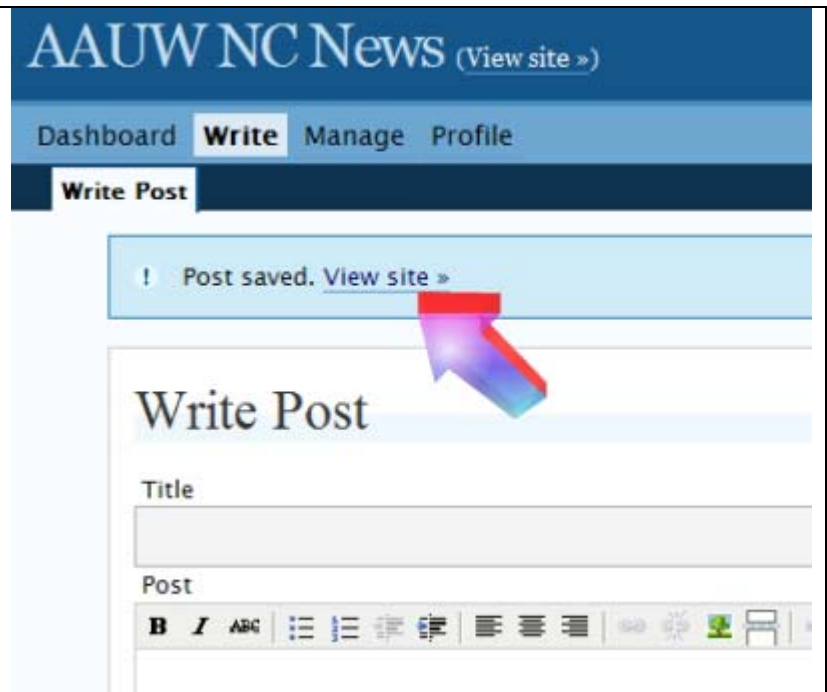 AAUW NC News (View site »)
Dashboard Write Manage Profile
Write Post
! Post saved. View site »
Write Post
Title
Post
B I ABC